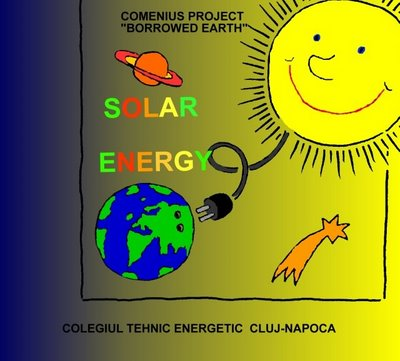 COMENIUS PROJECT
"BORROWED EARTH"
SOLAR
ENERGY
COLEGIUL TEHNIC ENERGETIC CLUJ-NAPOCA